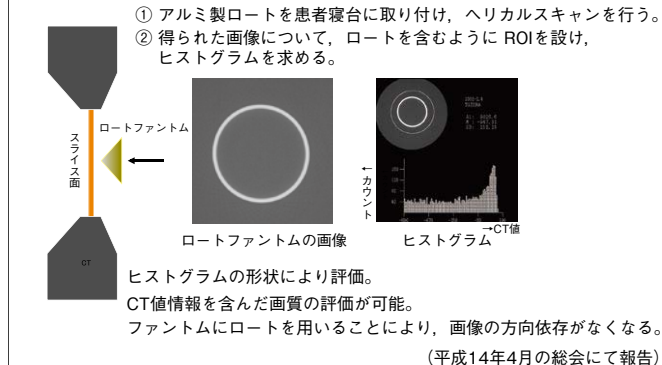 ① アルミ製ロートを患者寝台に取り付け，ヘリカルスキャンを行う。
② 得られた画像について，ロートを含むように ROIを設け，
ヒストグラムを求める。
ロートファントム
スライス面
CT
←カウント
→CT値
ロートファントムの画像
ヒストグラム
ヒストグラムの形状により評価。
CT値情報を含んだ画質の評価が可能。
ファントムにロートを用いることにより，画像の方向依存がなくなる。
（平成14年4月の総会にて報告）